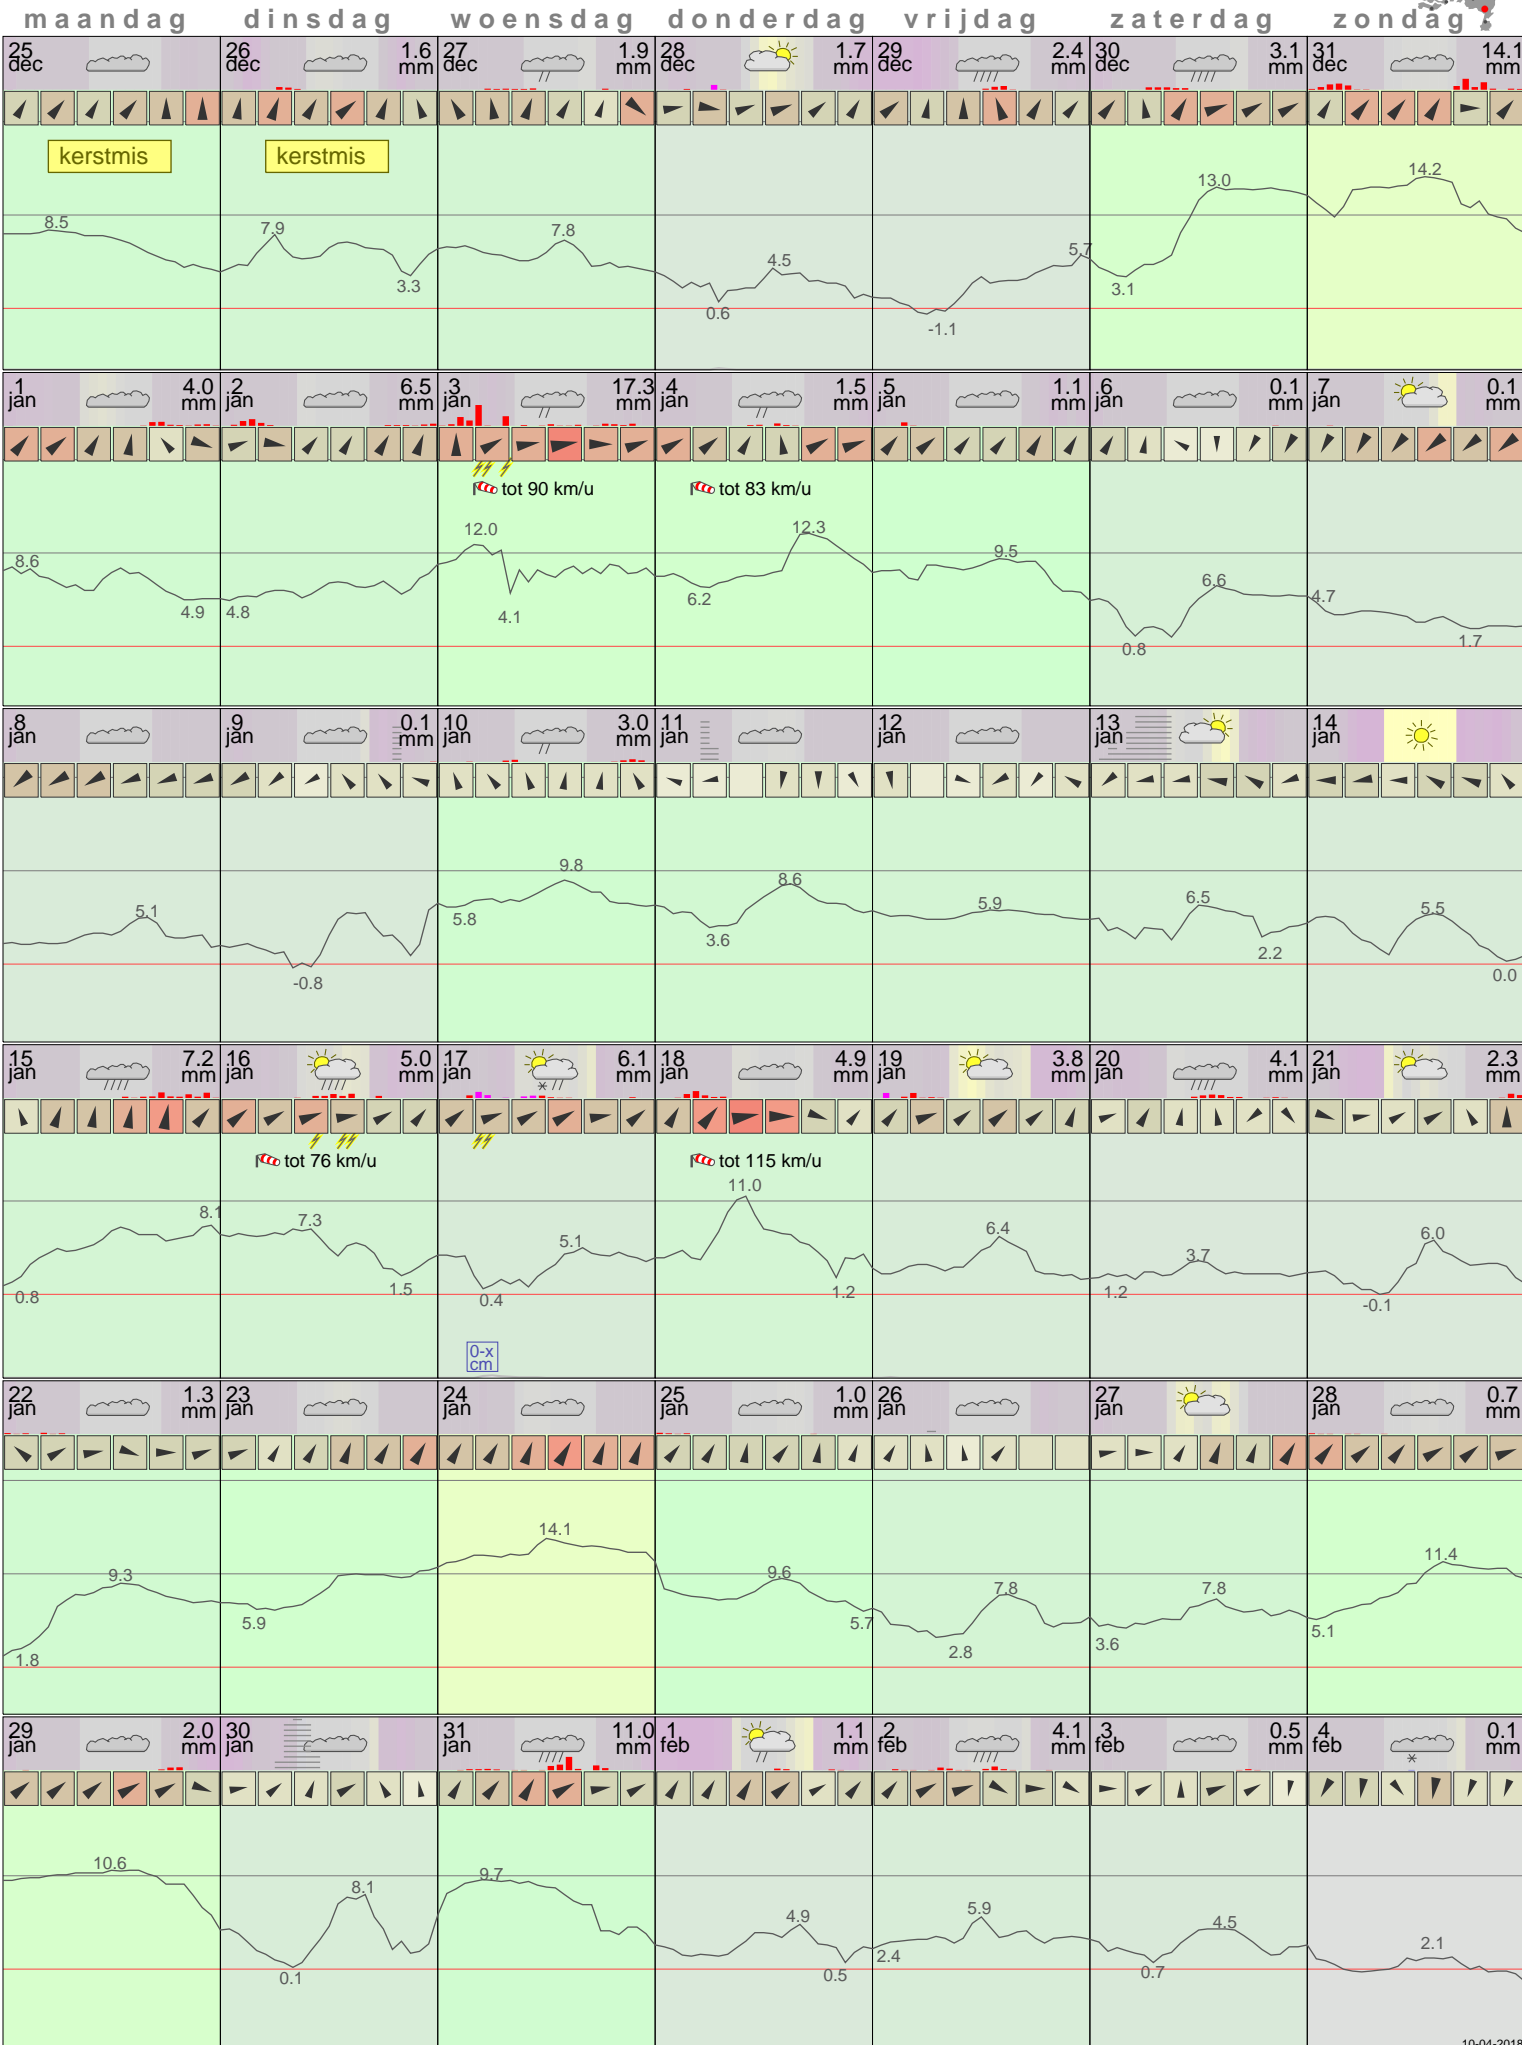 maandag dinsdag woensdag donderdag vrijdag zaterdag zondag
25 dec 26 dec 1.6 mm 27 dec 1.9 mm 28 dec 1.7 mm 29 dec 2.4 mm 30 dec 3.1 mm 31 dec 14.1 mm
kerstmis kerstmis
8.5 7.9 3.3 7.8 0.6 4.5 -1.1 5.7 3.1 13.0 14.2
1 jan 4.0 mm 2 jan 6.5 mm 3 jan 17.3 mm 4 jan 1.5 mm 5 jan 1.1 mm 6 jan 0.1 mm 7 jan 0.1 mm
tot 90 km/u tot 83 km/u
8.6 4.9 4.8 12.0 4.1 6.2 12.3 9.5 0.8 6.6 4.7 1.7
8 jan 9 jan 0.1 mm 10 jan 3.0 mm 11 jan 12 jan 13 jan 14 jan
5.1 -0.8 5.8 9.8 3.6 8.6 5.9 6.5 2.2 5.5 0.0
15 jan 7.2 mm 16 jan 5.0 mm 17 jan 6.1 mm 18 jan 4.9 mm 19 jan 3.8 mm 20 jan 4.1 mm 21 jan 2.3 mm
tot 76 km/u tot 115 km/u
0.8 8.1 7.3 1.5 0.4 5.1 11.0 1.2 6.4 1.2 3.7 -0.1 6.0
0-x
cm
22 jan 1.3 mm 23 jan 24 jan 25 jan 1.0 mm 26 jan 27 jan 28 jan 0.7 mm
1.8 9.3 5.9 14.1 9.6 5.7 2.8 7.8 3.6 7.8 5.1 11.4
29 jan 2.0 mm 30 jan 31 jan 11.0 mm 1 feb 1.1 mm 2 feb 4.1 mm 3 feb 0.5 mm 4 feb 0.1 mm
10.6 0.1 8.1 9.7 4.9 0.5 2.4 5.9 0.7 4.5 2.1
10-04-2018